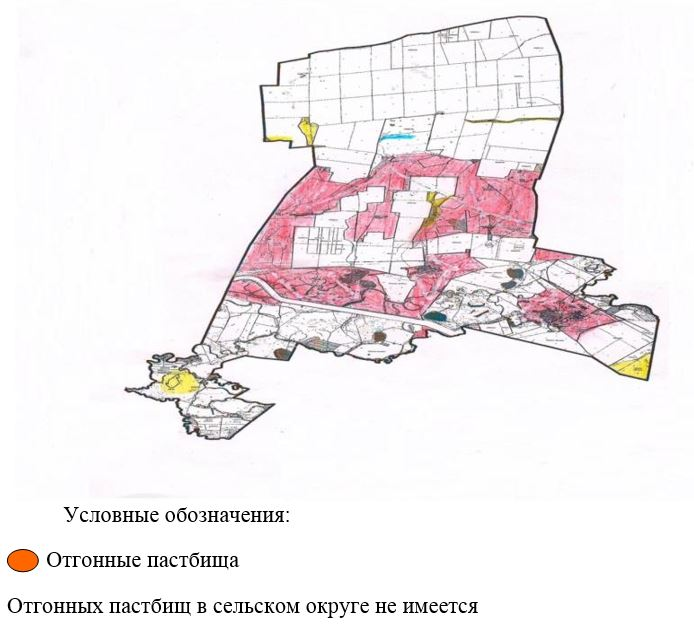 Условные обозначения:
Отгонные пастбища
Отгонных пастбищ в сельском округе не имеется